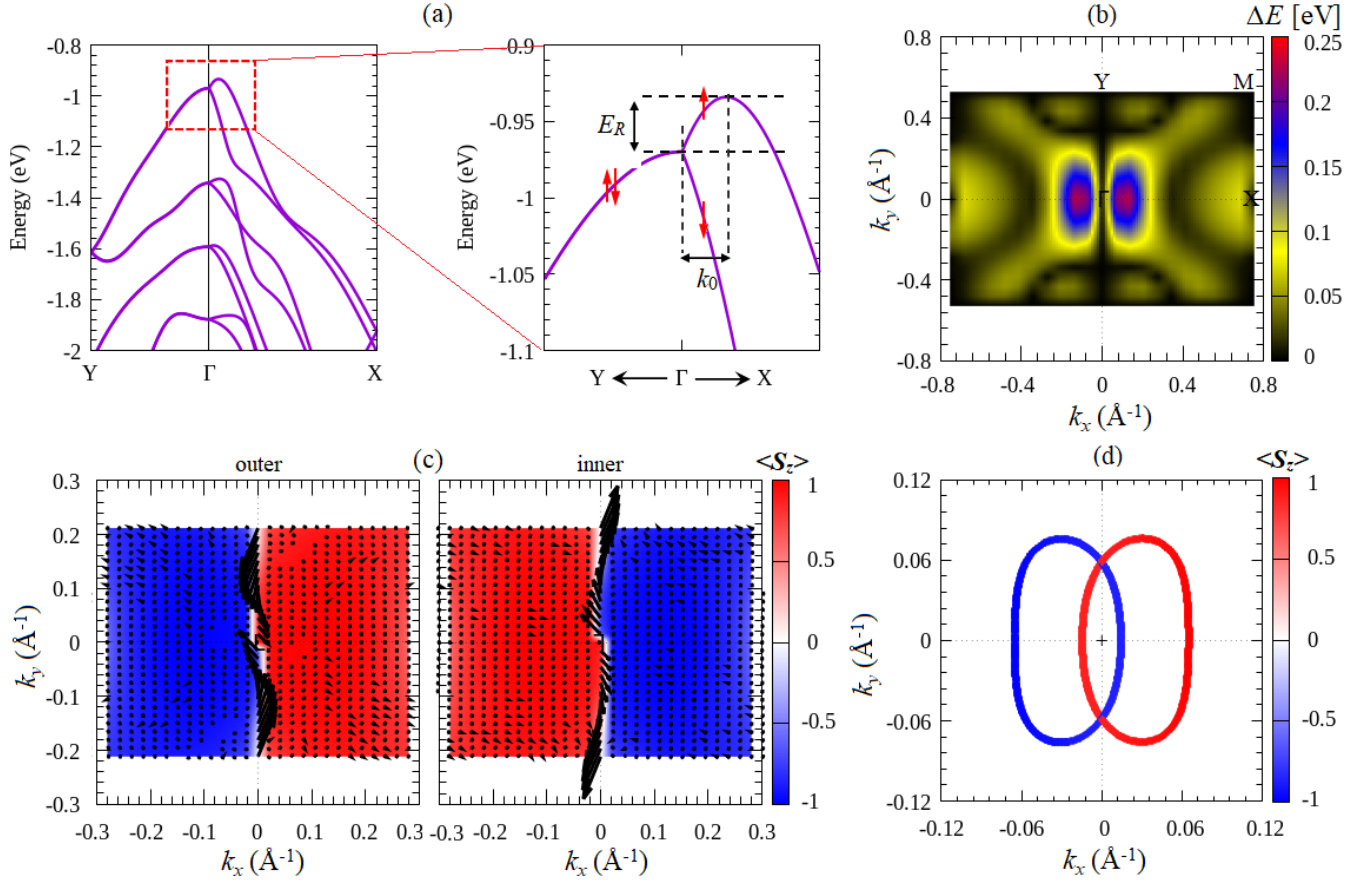 (a)
Energy (eV)
-0.8
-1
-1.2
-1.4
-1.6
-1.8
-2
Y
Γ
X
Energy (eV)
-0.9
-0.95
-1
-1.05
-1.1
E_R
k_0
Y
Γ
X
(b)
ΔE [eV]
k_y (Å⁻¹)
0.8
0.4
0
-0.4
-0.8
-0.8
-0.4
0
0.4
0.8
k_x (Å⁻¹)
Y
M
Γ
X
0.25
0.2
0.15
0.1
0.05
0
(c)
outer
inner
<S_z>
k_y (Å⁻¹)
0.3
0.2
0.1
0
-0.1
-0.2
-0.3
-0.3
-0.2
-0.1
0
0.1
0.2
0.3
k_x (Å⁻¹)
-0.3
-0.2
-0.1
0
0.1
0.2
0.3
k_x (Å⁻¹)
1
0.5
0
-0.5
-1
(d)
<S_z>
k_y (Å⁻¹)
0.12
0.06
0
-0.06
-0.12
-0.12
-0.06
0
0.06
0.12
k_x (Å⁻¹)
1
0.5
0
-0.5
-1